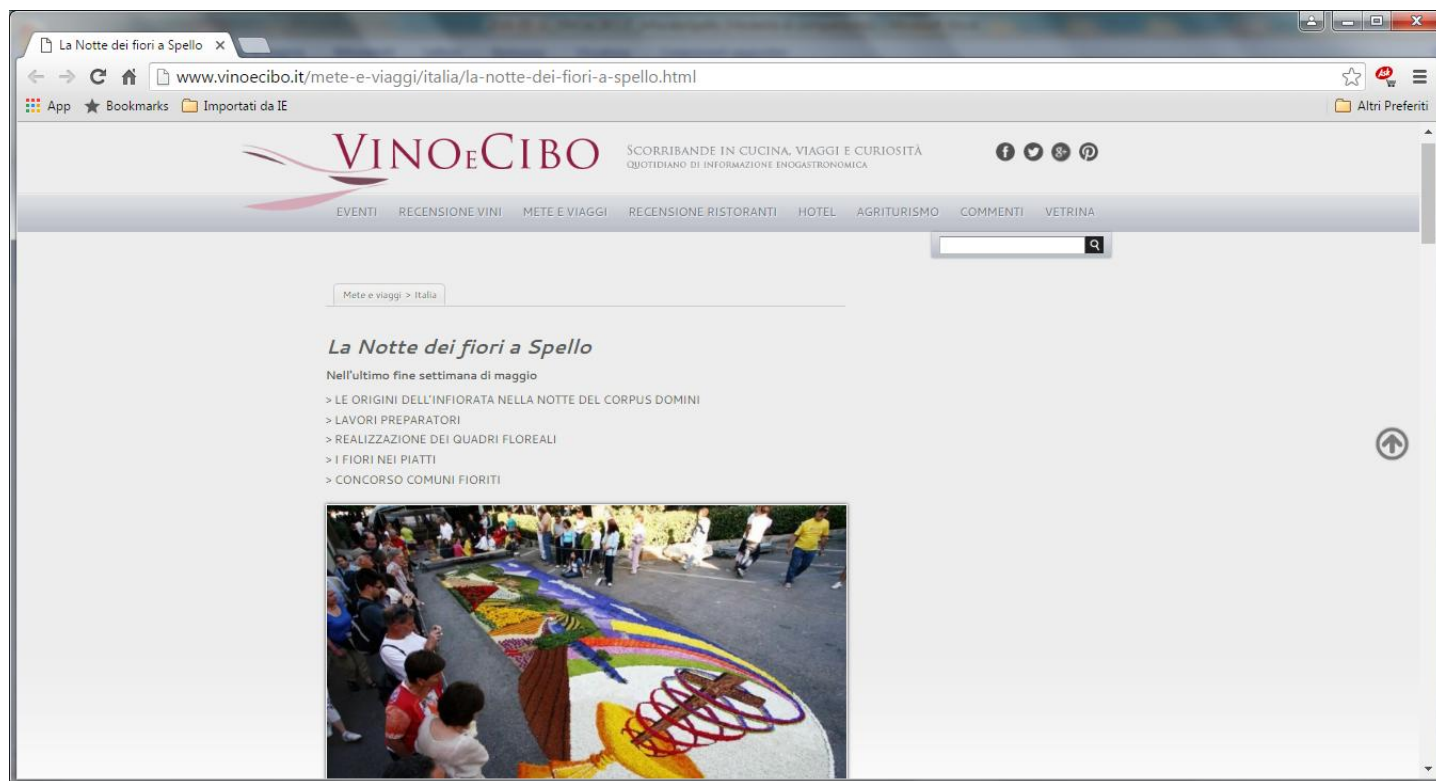 La Notte dei fiori a Spello
www.vinoecibo.it/mete-e-viaggi/italia/la-notte-dei-fiori-a-spello.html
App Bookmarks Importati da IE Altri Preferiti
VINOECIBO
SCORRIBANDE IN CUCINA, VIAGGI E CURIOSITÀ
QUOTIDIANO DI INFORMAZIONE ENOGASTRONOMICA
EVENTI RECENSIONE VINI METE E VIAGGI RECENSIONE RISTORANTI HOTEL AGRITURISMO COMMENTI VETRINA
Mete e viaggi > Italia
La Notte dei fiori a Spello
Nell'ultimo fine settimana di maggio
> LE ORIGINI DELL'INFIORATA NELLA NOTTE DEL CORPUS DOMINI
> LAVORI PREPARATORI
> REALIZZAZIONE DEI QUADRI FLOREALI
> I FIORI NEI PIATTI
> CONCORSO COMUNI FIORITI